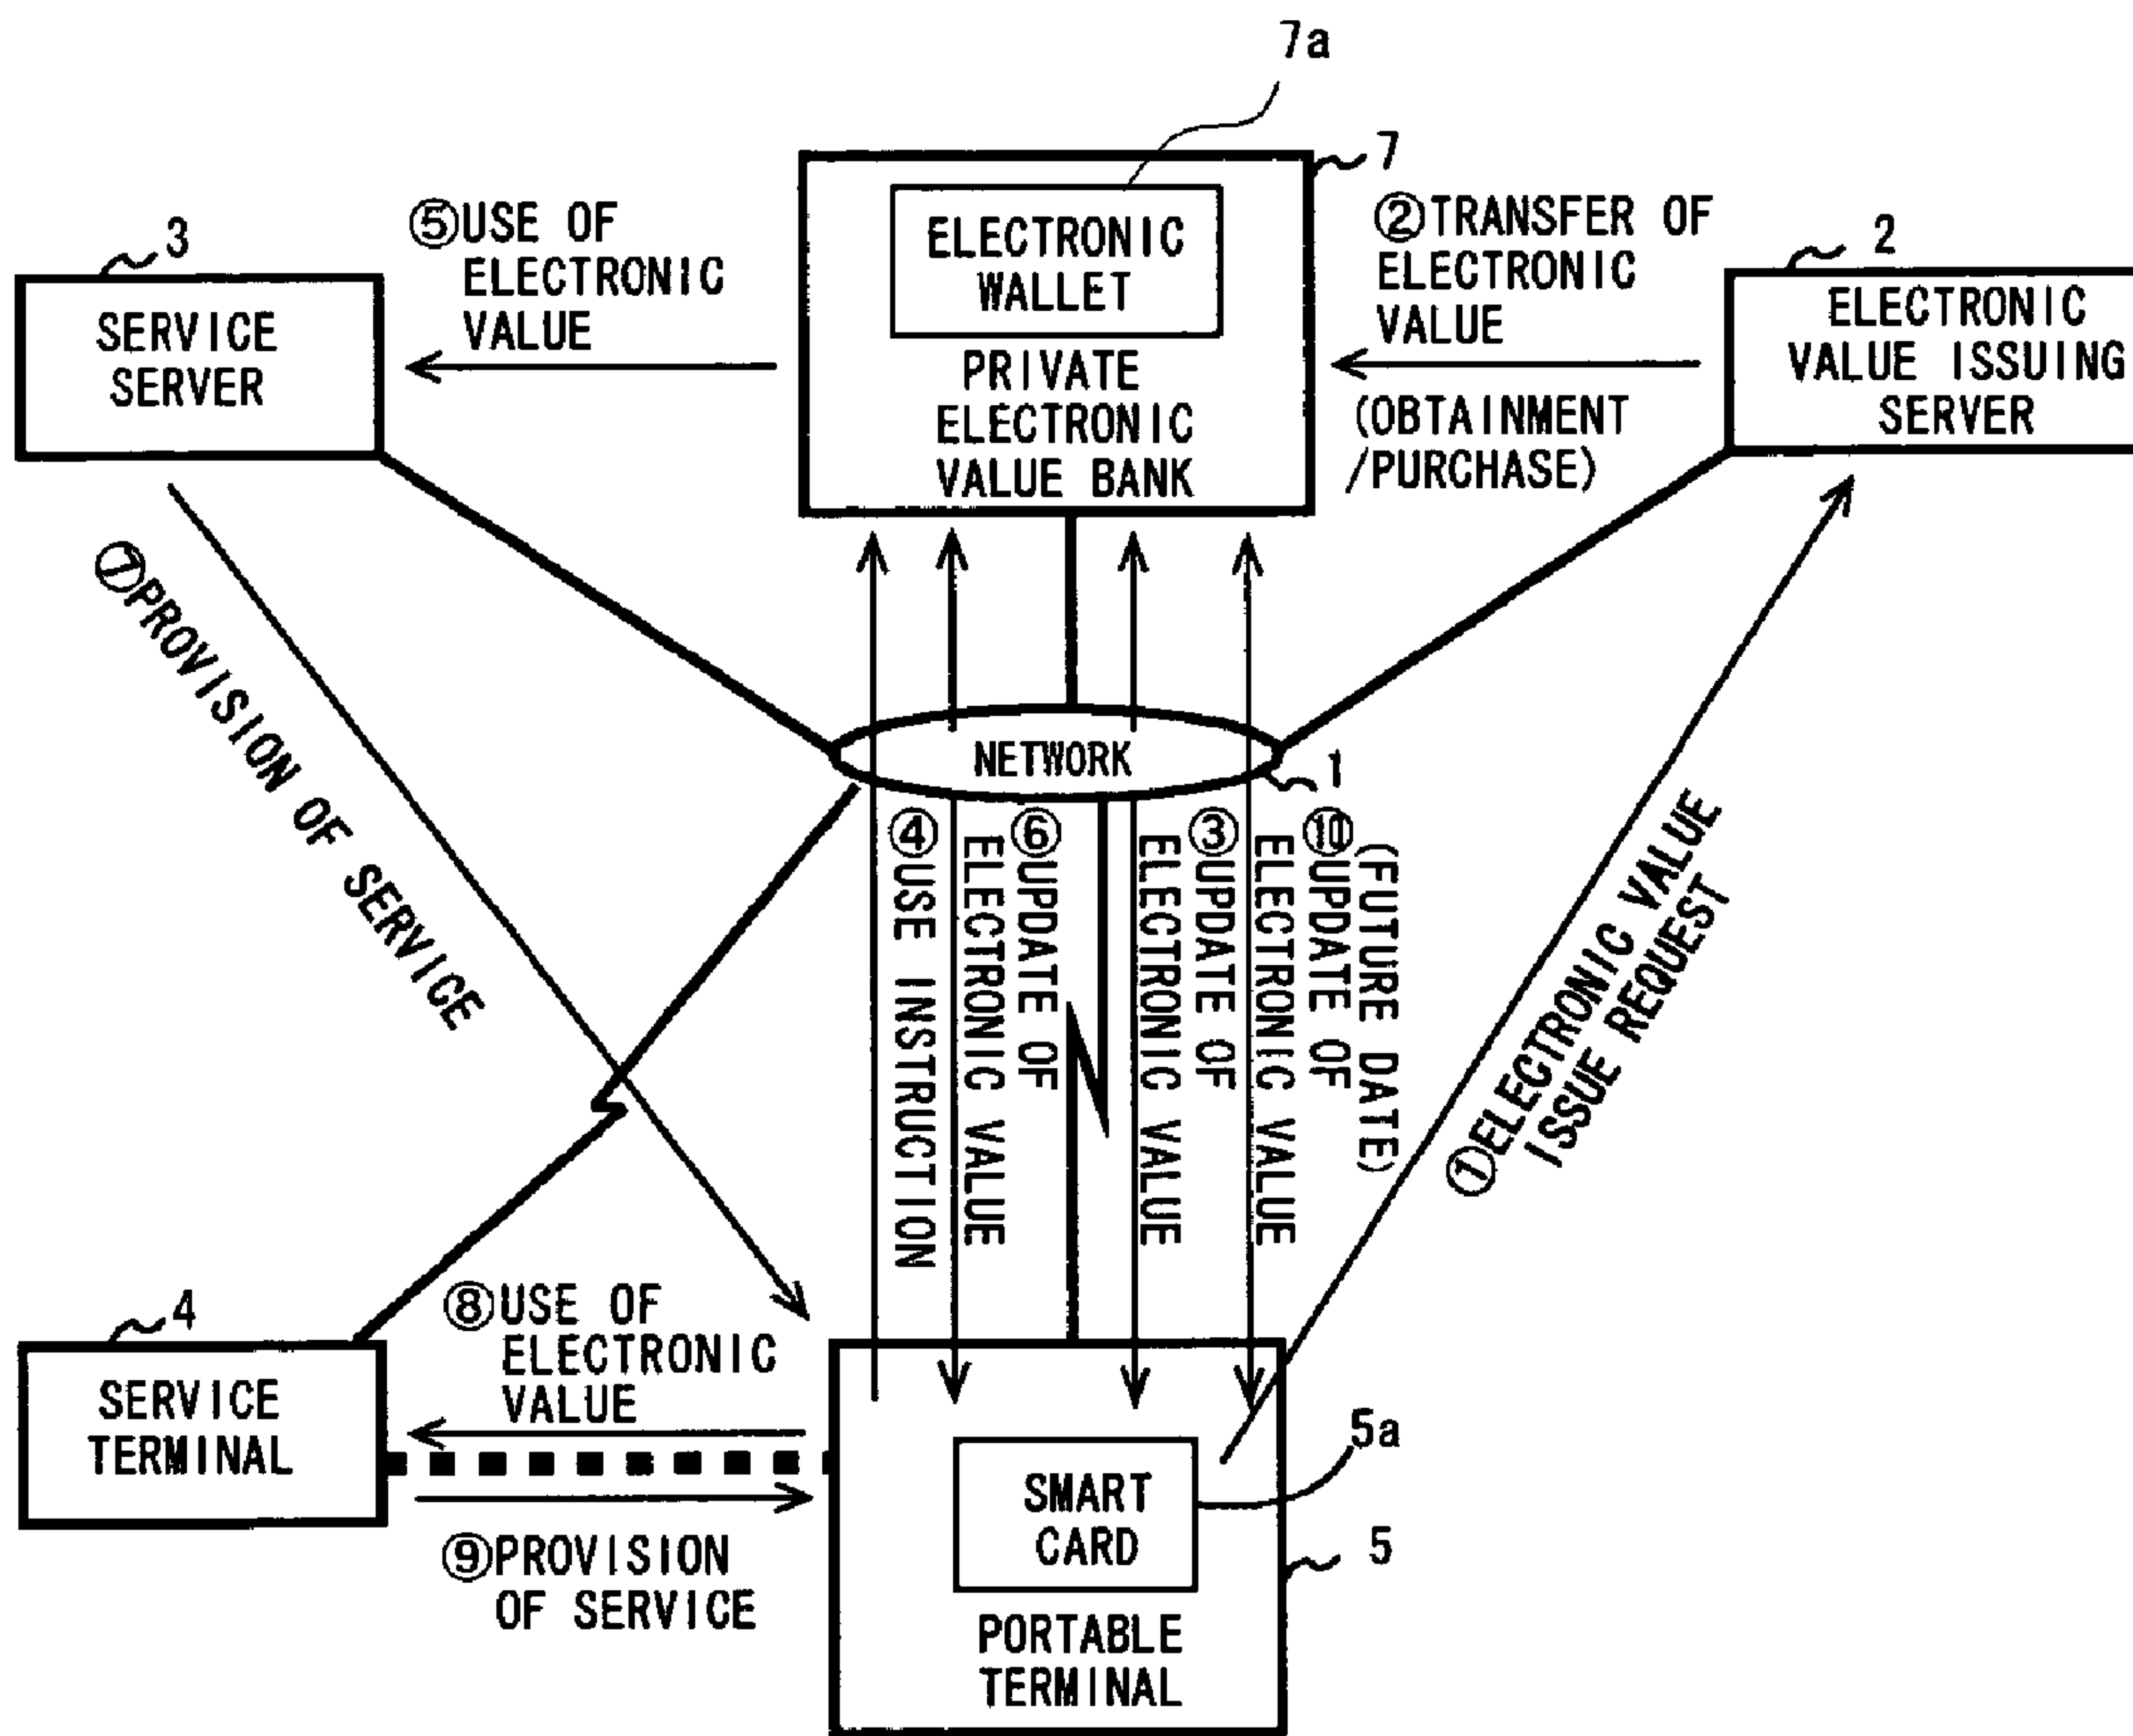 7a
7
ELECTRONIC
WALLET
PRIVATE
ELECTRONIC
VALUE BANK
⑤USE OF
ELECTRONIC
VALUE
②TRANSFER OF
ELECTRONIC
VALUE
(OBTAINMENT
/PURCHASE)
3
SERVICE
SERVER
2
ELECTRONIC
VALUE ISSUING
SERVER
⑦PROVISION OF SERVICE
NETWORK
1
④USE INSTRUCTION
⑥UPDATE OF
ELECTRONIC VALUE
③UPDATE OF
ELECTRONIC VALUE
(FUTURE DATE)
⑩UPDATE OF
ELECTRONIC VALUE
①ELECTRONIC VALUE
ISSUE REQUEST
4
SERVICE
TERMINAL
⑧USE OF
ELECTRONIC
VALUE
⑨PROVISION
OF SERVICE
5a
SMART
CARD
5
PORTABLE
TERMINAL